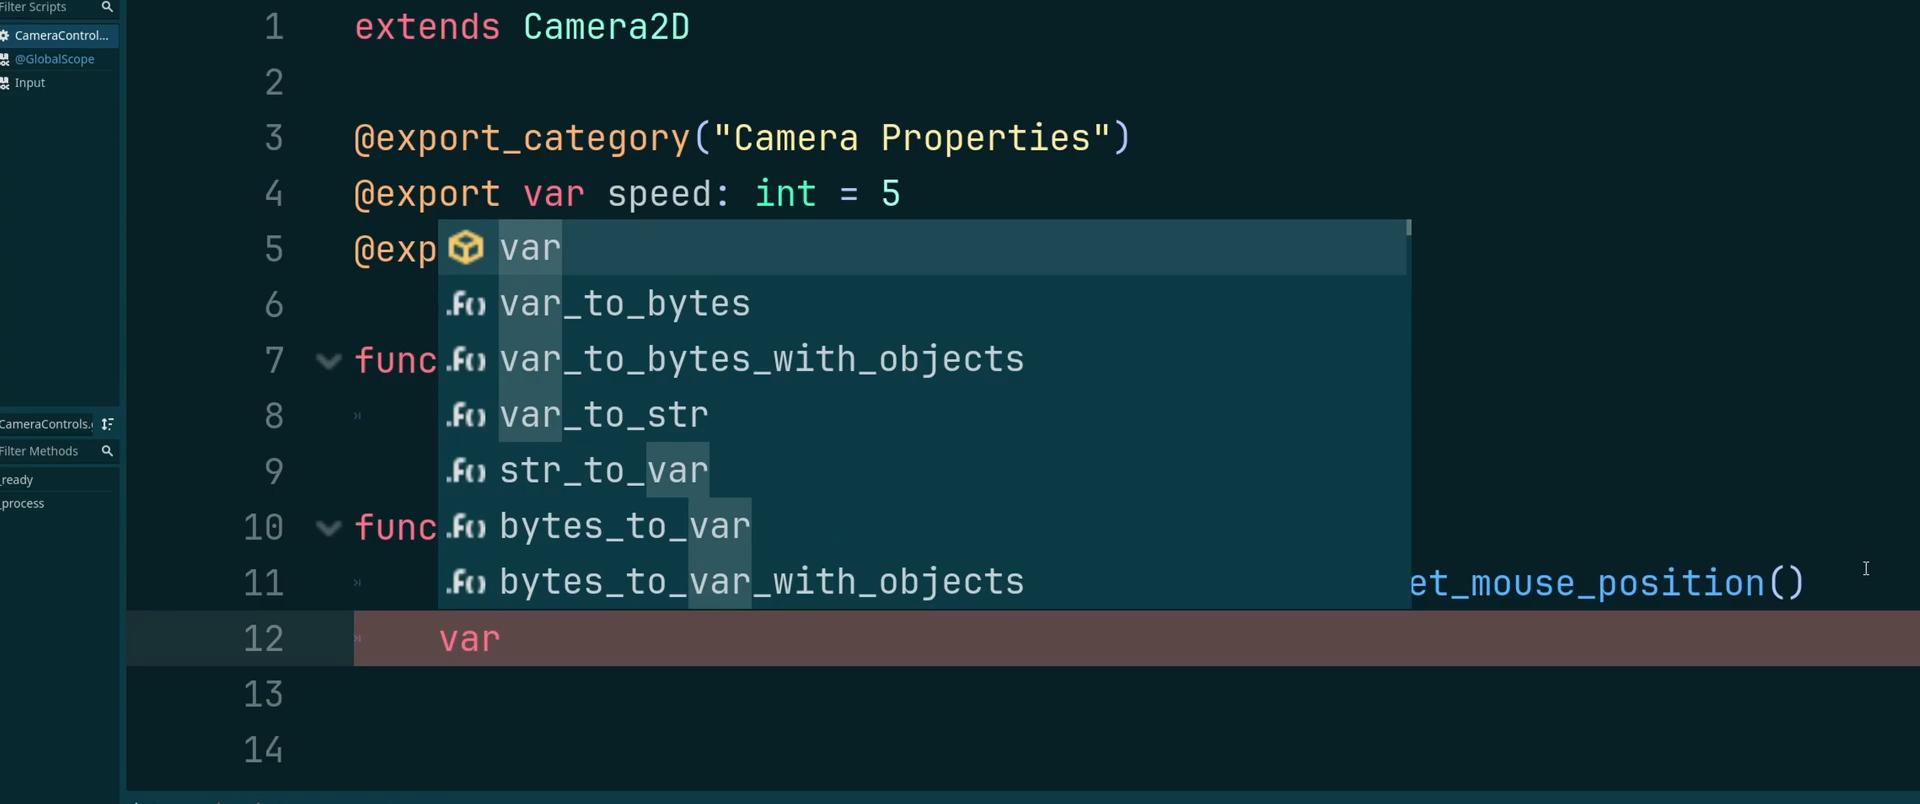 Filter Scripts
CameraControl...
@GlobalScope
Input
CameraControls.
Filter Methods
_ready
_process
1 extends Camera2D
2
3 @export_category("Camera Properties")
4 @export var speed: int = 5
5 @exp
6
7 func
8
9
10 func
11 et_mouse_position()
12 var
13
14
var
var_to_bytes
var_to_bytes_with_objects
var_to_str
str_to_var
bytes_to_var
bytes_to_var_with_objects